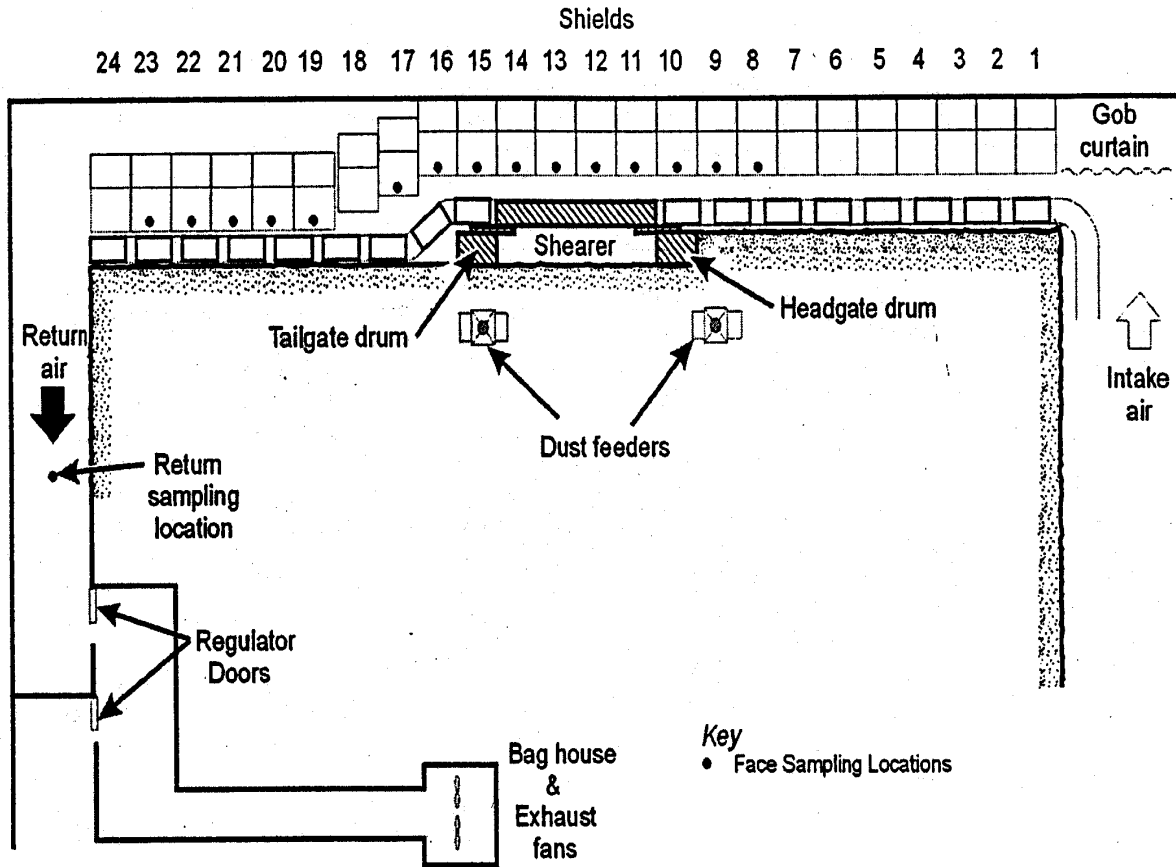 Shields
24 23 22 21 20 19 18 17 16 15 14 13 12 11 10 9 8 7 6 5 4 3 2 1
Gob
curtain
Shearer
Tailgate drum
Headgate drum
Return
air
Intake
air
Dust feeders
Return
sampling
location
Regulator
Doors
Bag house
&
Exhaust
fans
Key
Face Sampling Locations